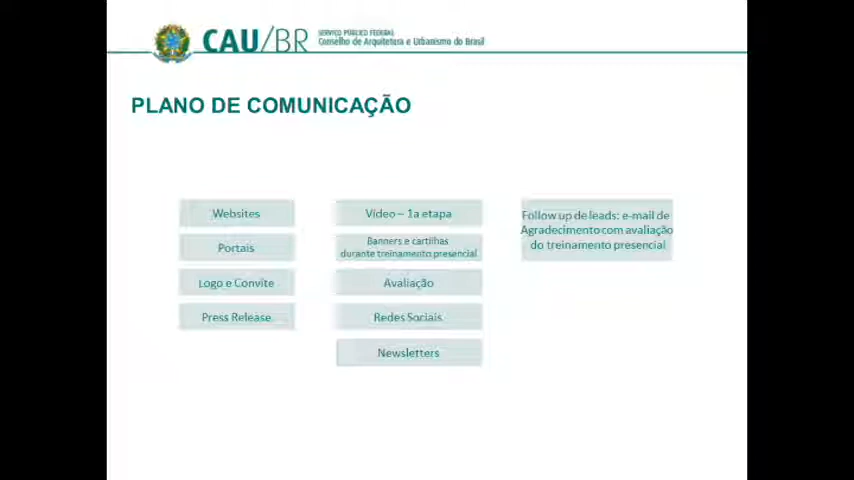 CAU/BR
SERVIÇO PÚBLICO FEDERAL
Conselho de Arquitetura e Urbanismo do Brasil
PLANO DE COMUNICAÇÃO
Websites
Portais
Logo e Convite
Press Release
Vídeo – 1a etapa
Banners e cartilhas
durante treinamento presencial
Avaliação
Redes Sociais
Newsletters
Follow up de leads: e-mail de
Agradecimento com avaliação
do treinamento presencial